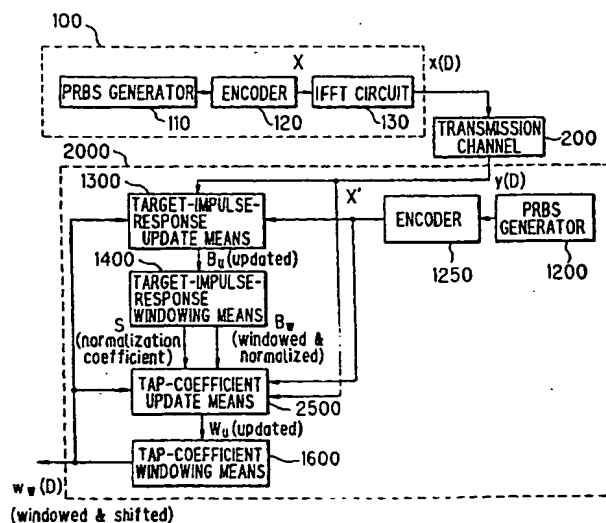 100
X
x(D)
PRBS GENERATOR
ENCODER
IFFT CIRCUIT
110
120
130
TRANSMISSION
CHANNEL
200
2000
1300
y(D)
X'
TARGET-IMPULSE-
RESPONSE
UPDATE MEANS
ENCODER
PRBS
GENERATOR
1250
1200
1400
Bu(updated)
TARGET-IMPULSE-
RESPONSE
WINDOWING MEANS
S
(normalization
coefficient)
Bw
(windowed &
normalized)
TAP-COEFFICIENT
UPDATE MEANS
2500
Wu(updated)
TAP-COEFFICIENT
WINDOWING MEANS
1600
ww(D)
(windowed & shifted)